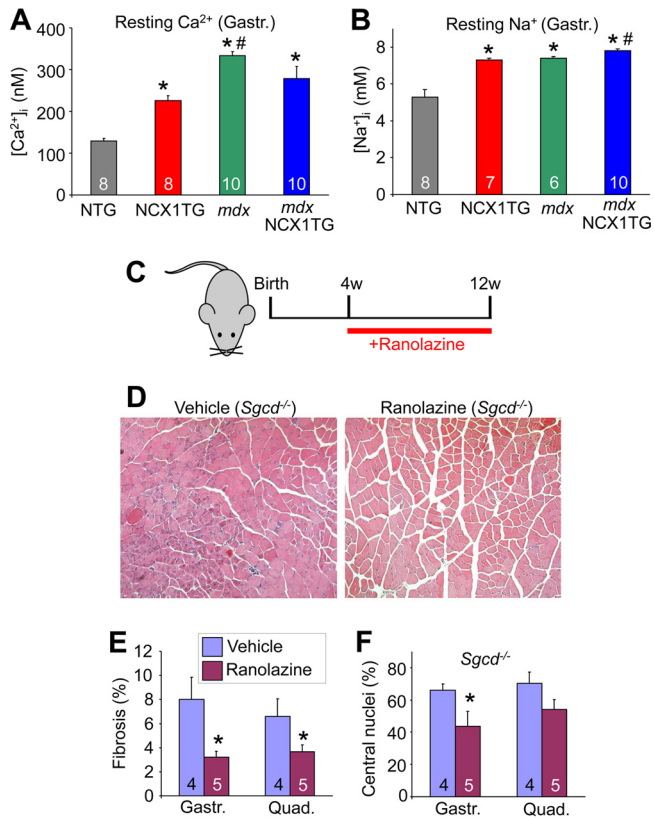 A
Resting Ca²⁺ (Gastr.)
[Ca²⁺]ᵢ (nM)
400
300
200
100
0
*
* #
*
8
8
10
10
NTG
NCX1TG
mdx
mdx
NCX1TG
B
Resting Na⁺ (Gastr.)
[Na⁺]ᵢ (mM)
8
6
4
2
0
*
*
* #
8
7
6
10
NTG
NCX1TG
mdx
mdx
NCX1TG
C
Birth
4w
12w
+Ranolazine
D
Vehicle (Sgcd⁻/⁻)
Ranolazine (Sgcd⁻/⁻)
E
Vehicle
Ranolazine
Fibrosis (%)
12
10
8
6
4
2
0
*
*
4
5
4
5
Gastr.
Quad.
F
Sgcd⁻/⁻
Central nuclei (%)
80
60
40
20
0
*
4
5
4
5
Gastr.
Quad.